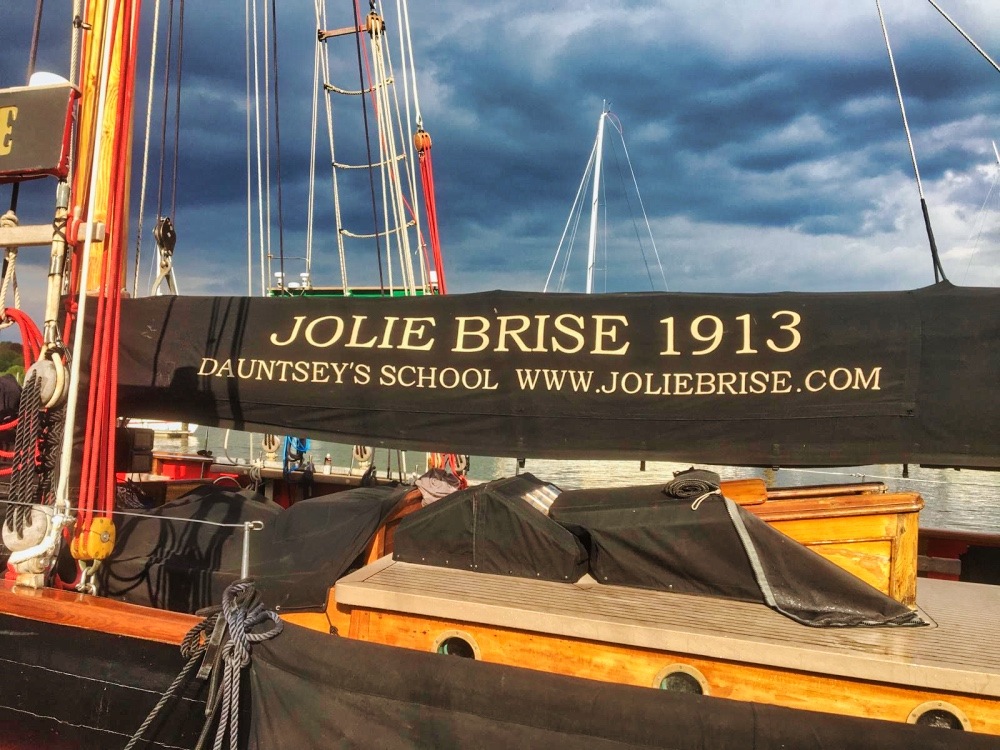 E
JOLIE BRISE 1913
DAUNTSEY'S SCHOOL WWW.JOLIEBRISE.COM